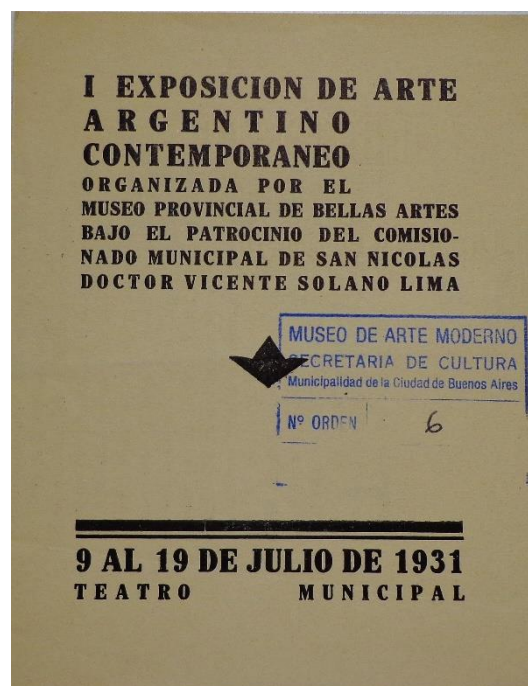 I EXPOSICION DE ARTE
ARGENTINO
CONTEMPORANEO
ORGANIZADA POR EL
MUSEO PROVINCIAL DE BELLAS ARTES
BAJO EL PATROCINIO DEL COMISIO-
NADO MUNICIPAL DE SAN NICOLAS
DOCTOR VICENTE SOLANO LIMA
MUSEO DE ARTE MODERNO
SECRETARIA DE CULTURA
Municipalidad de la Ciudad de Buenos Aires
Nº ORDEN 6
9 AL 19 DE JULIO DE 1931
TEATRO MUNICIPAL